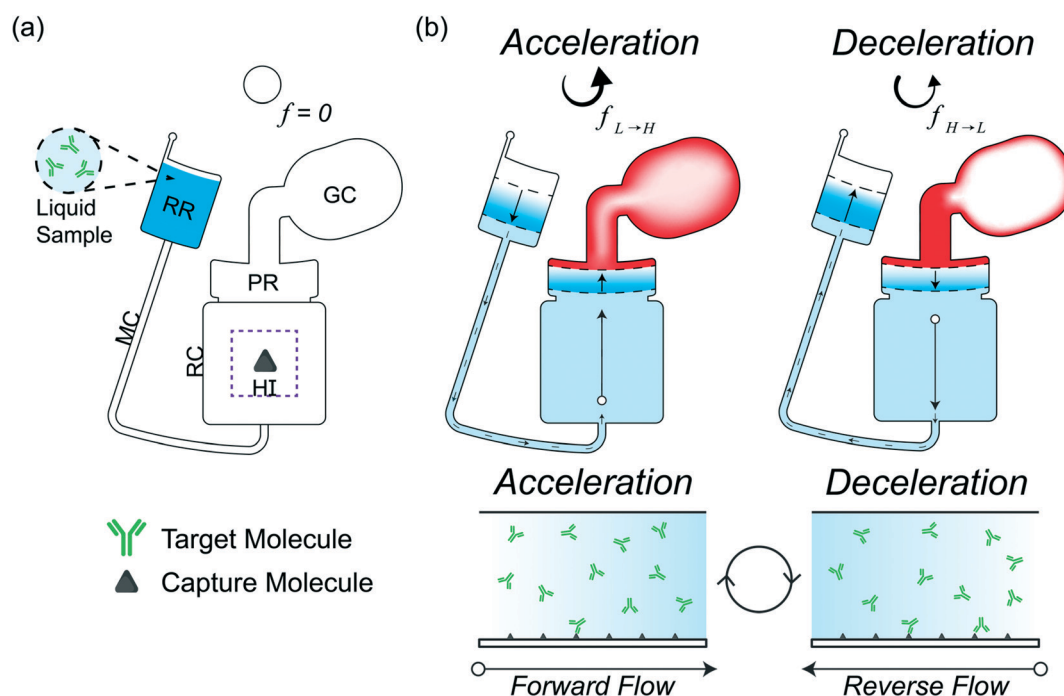 (a)
f = 0
Liquid
Sample
RR
GC
PR
MC
RC
HI
Target Molecule
Capture Molecule
(b)
Acceleration
f L→H
Deceleration
f H→L
Acceleration
Deceleration
Forward Flow
Reverse Flow